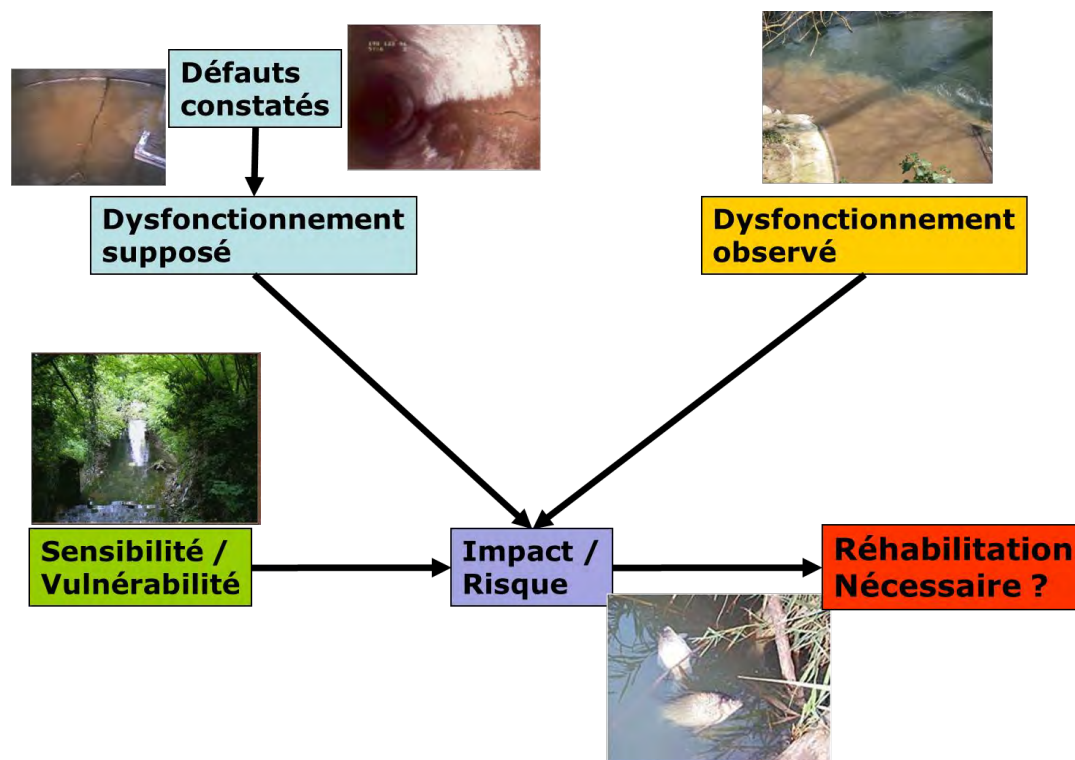 Défauts
constatés
Dysfonctionnement
supposé
Dysfonctionnement
observé
Sensibilité /
Vulnérabilité
Impact /
Risque
Réhabilitation
Nécessaire ?